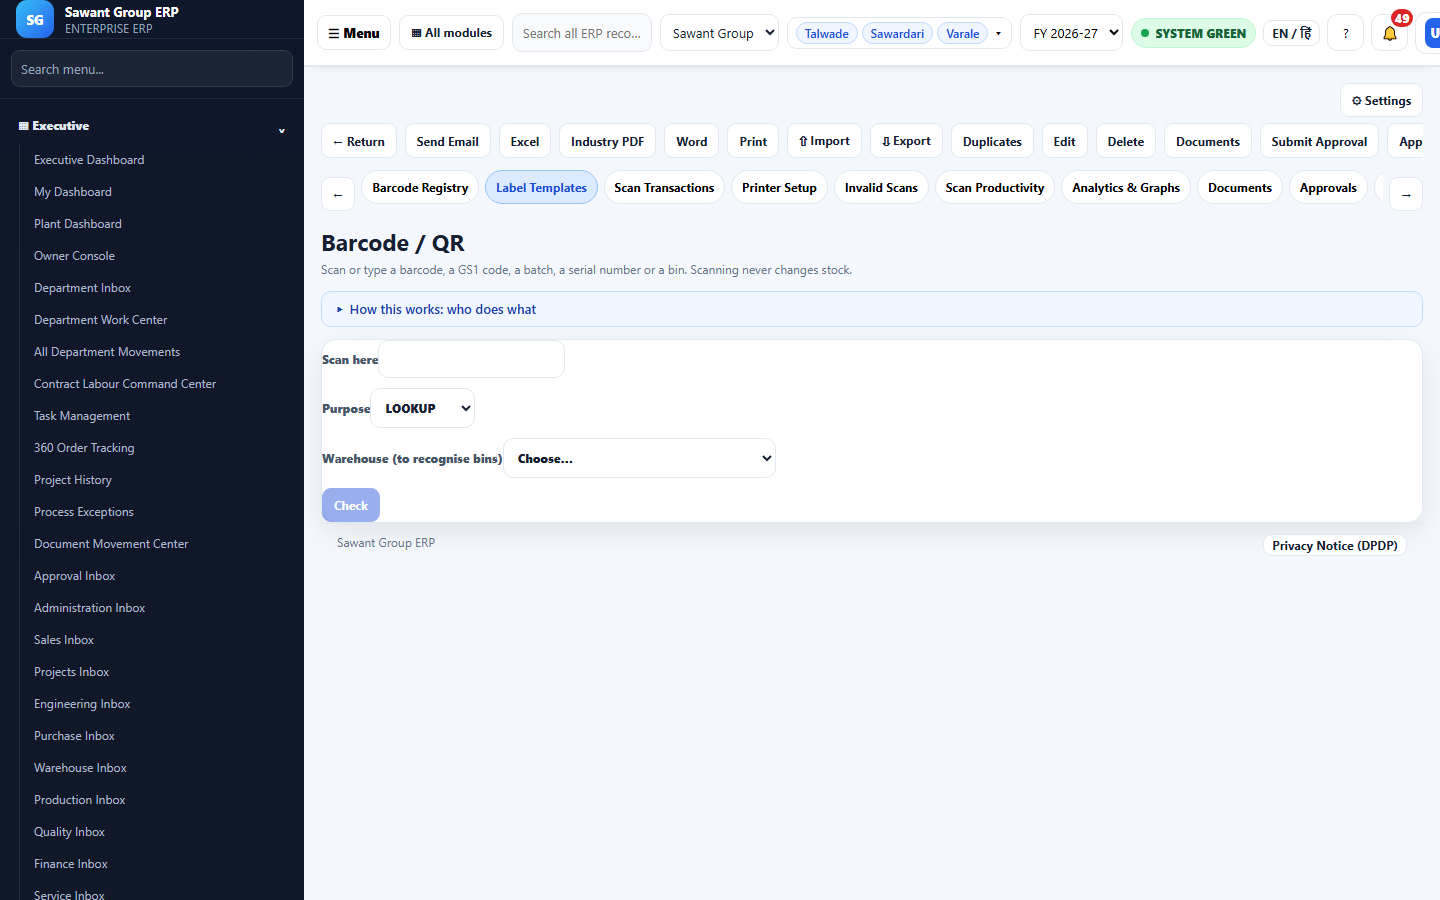 SG
Sawant Group ERP
ENTERPRISE ERP
Search menu...
Executive
Executive Dashboard
My Dashboard
Plant Dashboard
Owner Console
Department Inbox
Department Work Center
All Department Movements
Contract Labour Command Center
Task Management
360 Order Tracking
Project History
Process Exceptions
Document Movement Center
Approval Inbox
Administration Inbox
Sales Inbox
Projects Inbox
Engineering Inbox
Purchase Inbox
Warehouse Inbox
Production Inbox
Quality Inbox
Finance Inbox
Service Inbox
☰ Menu
All modules
Search all ERP reco...
Sawant Group
Talwade Sawardari Varale
FY 2026-27
SYSTEM GREEN
EN / हिं
?
49
U
⚙ Settings
← Return
Send Email
Excel
Industry PDF
Word
Print
⇧ Import
⇩ Export
Duplicates
Edit
Delete
Documents
Submit Approval
App
←
Barcode Registry
Label Templates
Scan Transactions
Printer Setup
Invalid Scans
Scan Productivity
Analytics & Graphs
Documents
Approvals
→
Barcode / QR
Scan or type a barcode, a GS1 code, a batch, a serial number or a bin. Scanning never changes stock.
▸ How this works: who does what
Scan here
Purpose LOOKUP
Warehouse (to recognise bins) Choose...
Check
Sawant Group ERP
Privacy Notice (DPDP)